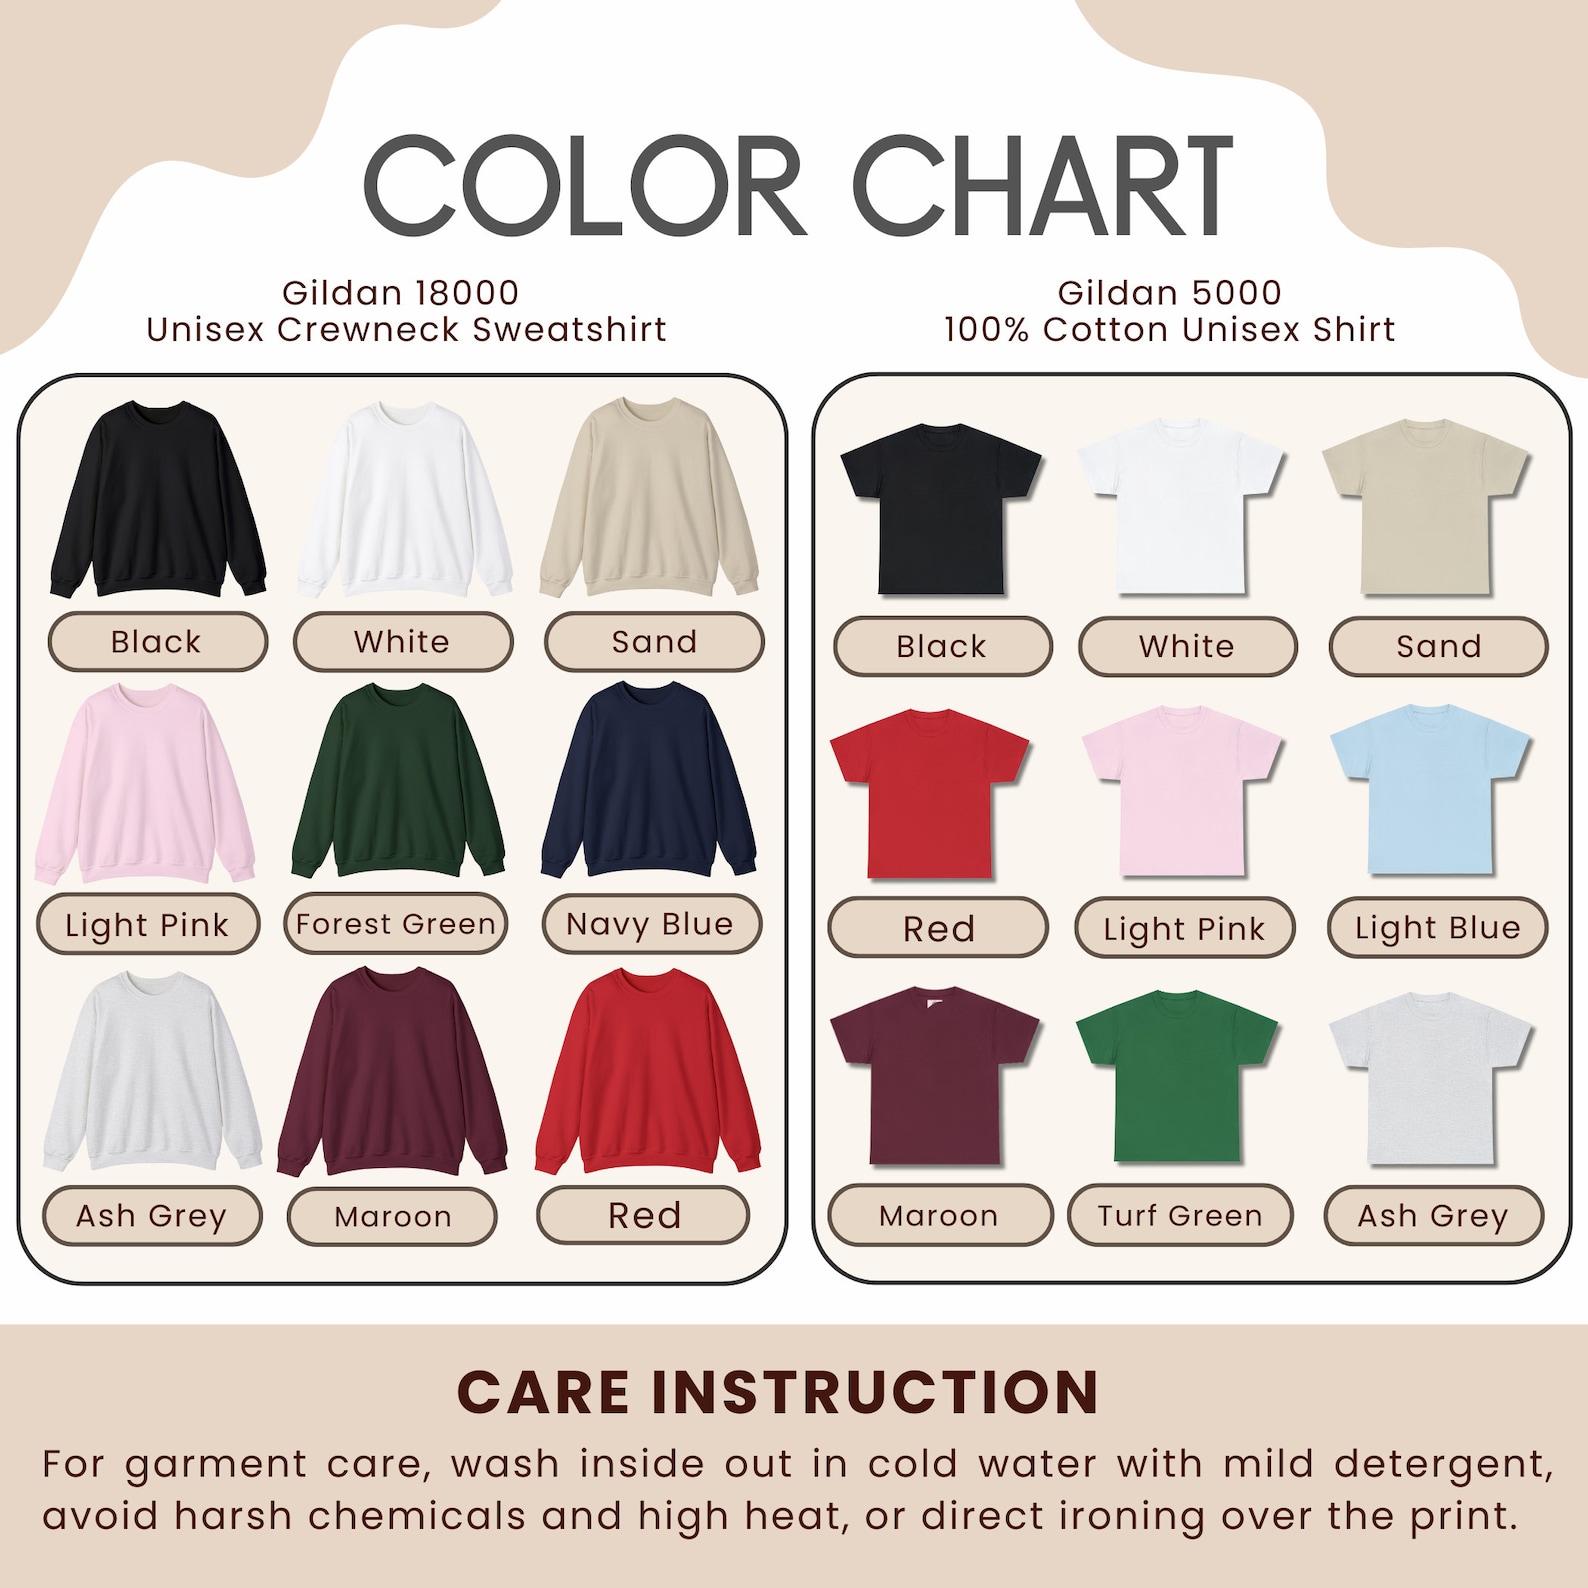 COLOR CHART
Gildan 18000
Unisex Crewneck Sweatshirt
Black
White
Sand
Light Pink
Forest Green
Navy Blue
Ash Grey
Maroon
Red
Gildan 5000
100% Cotton Unisex Shirt
Black
White
Sand
Red
Light Pink
Light Blue
Maroon
Turf Green
Ash Grey
CARE INSTRUCTION
For garment care, wash inside out in cold water with mild detergent,
avoid harsh chemicals and high heat, or direct ironing over the print.